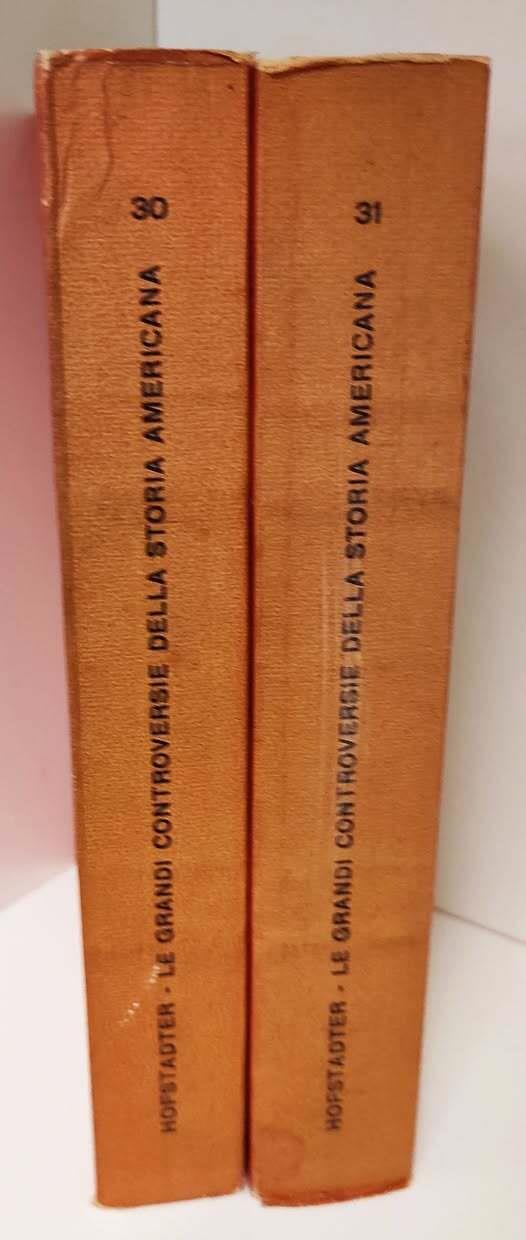 30
HOFSTADTER - LE GRANDI CONTROVERSIE DELLA STORIA AMERICANA
31
HOFSTADTER - LE GRANDI CONTROVERSIE DELLA STORIA AMERICANA